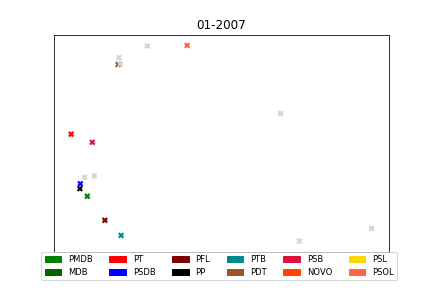 01-2007
PMDB PT PFL PTB PSB PSL
MDB PSDB PP PDT NOVO PSOL